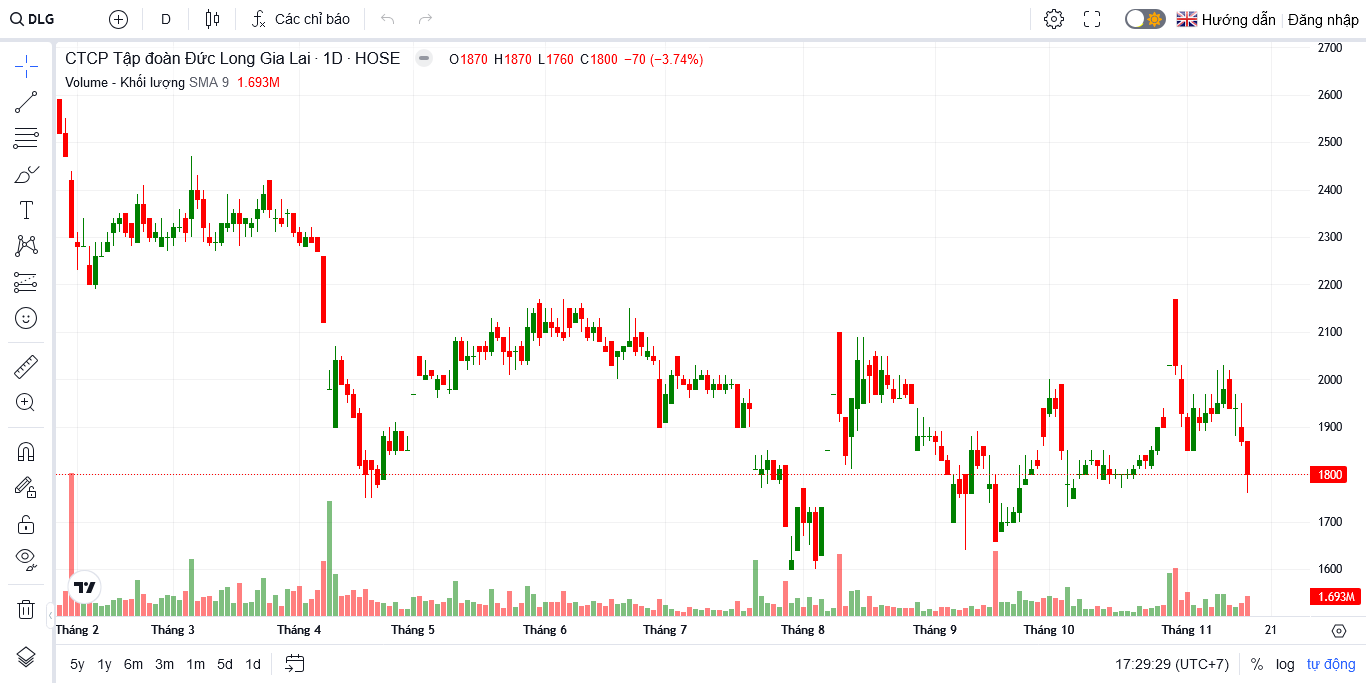 DLG D Các chỉ báo Hướng dẫn Đăng nhập
CTCP Tập đoàn Đức Long Gia Lai · 1D · HOSE O1870 H1870 L1760 C1800 −70 (−3.74%)
Volume - Khối lượng SMA 9 1.693M
2700
2600
2500
2400
2300
2200
2100
2000
1900
1800
1700
1600
1.693M
Tháng 2 Tháng 3 Tháng 4 Tháng 5 Tháng 6 Tháng 7 Tháng 8 Tháng 9 Tháng 10 Tháng 11 21
5y 1y 6m 3m 1m 5d 1d 17:29:29 (UTC+7) % log tự động